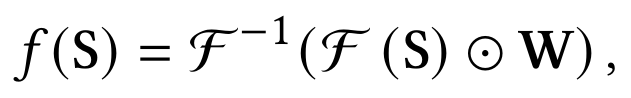 f(𝐒) = ℱ⁻¹(ℱ (𝐒) ⊙ 𝐖) ,